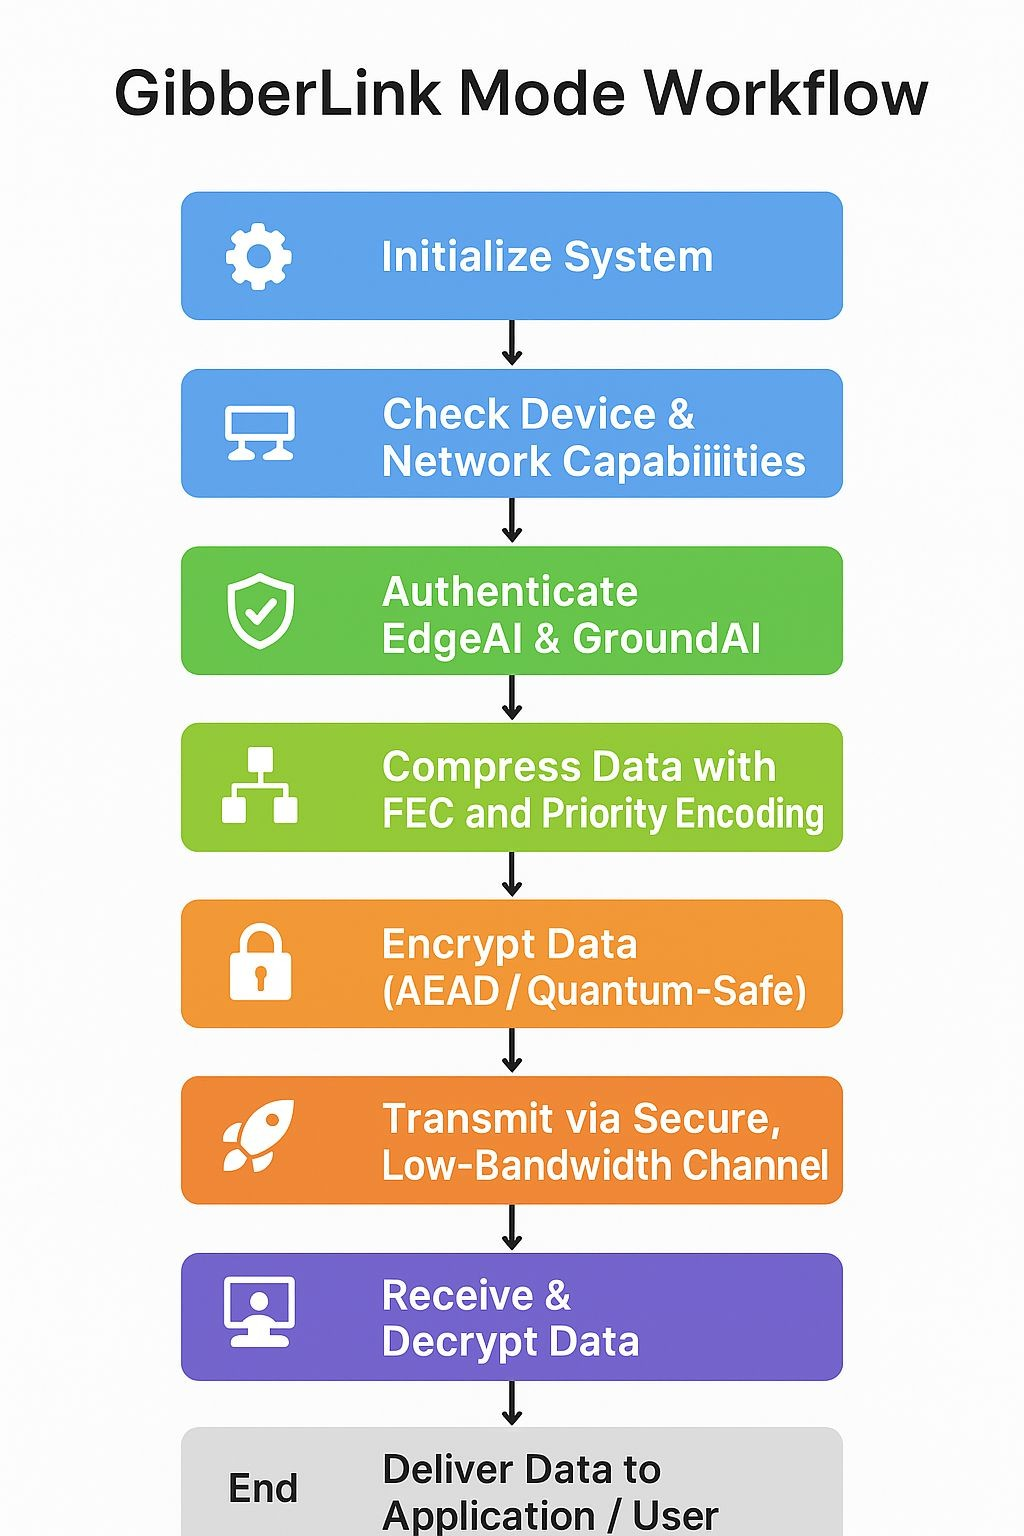 GibberLink Mode Workflow
Initialize System
Check Device &
Network Capabiiiities
Authenticate
EdgeAI & GroundAI
Compress Data with
FEC and Priority Encoding
Encrypt Data
(AEAD / Quantum-Safe)
Transmit via Secure,
Low-Bandwidth Channel
Receive &
Decrypt Data
End
Deliver Data to
Application / User